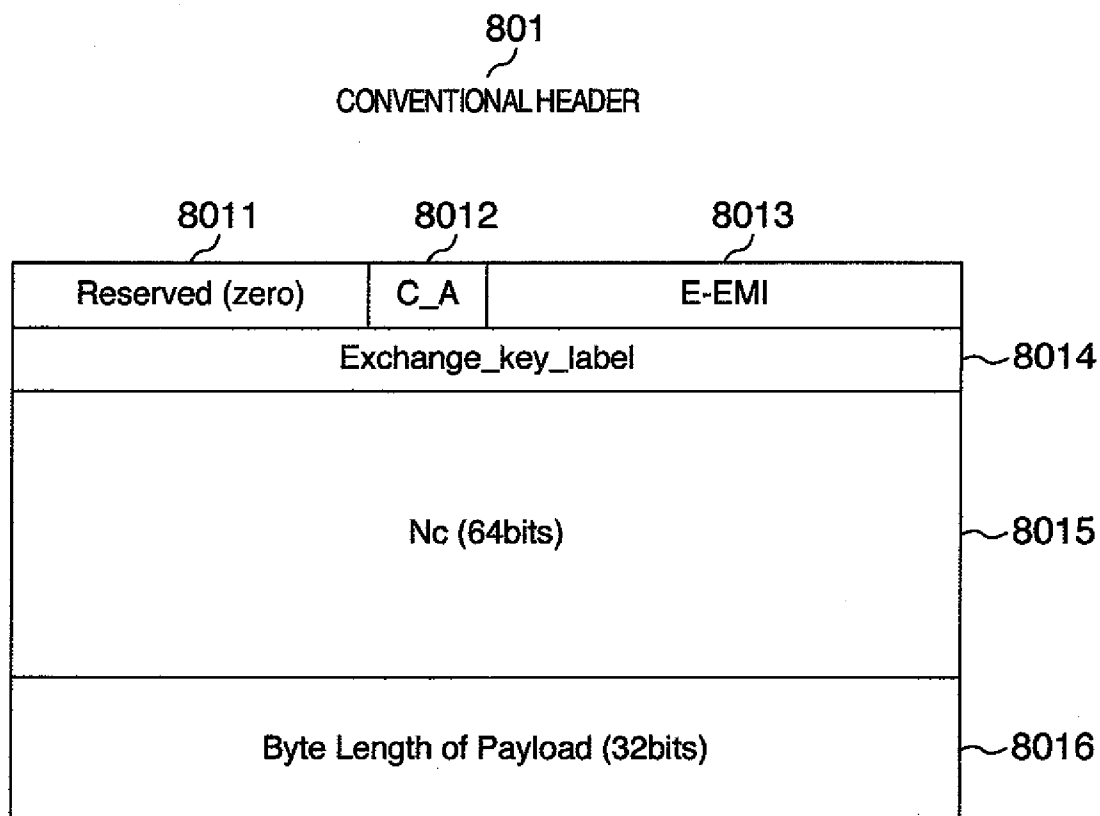 801
CONVENTIONAL HEADER
8011 8012 8013
Reserved (zero) C_A E-EMI
Exchange_key_label 8014
Nc (64bits) 8015
Byte Length of Payload (32bits) 8016